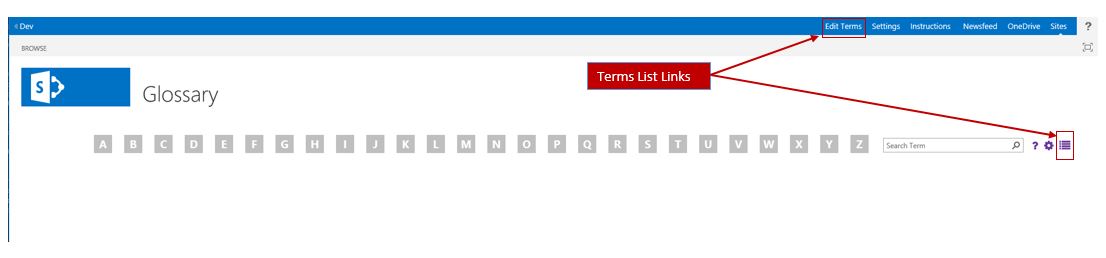 Dev
Edit Terms Settings Instructions Newsfeed OneDrive Sites ?
BROWSE
Terms List Links
S
Glossary
A B C D E F G H I J K L M N O P Q R S T U V W X Y Z Search Term ?